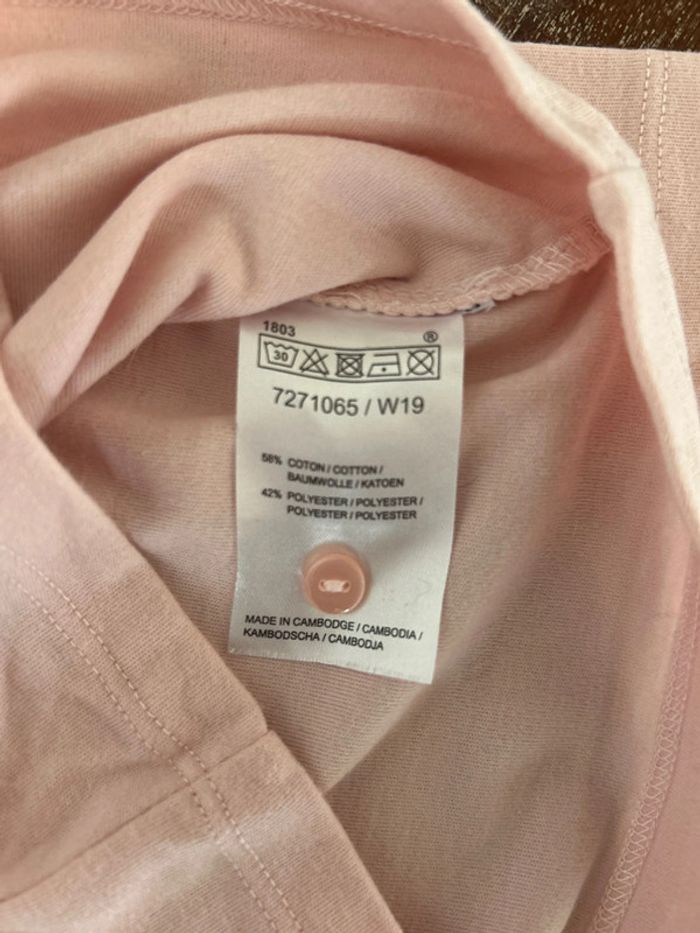 1803
®
30
7271065 / W19
58% COTON / COTTON /
BAUMWOLLE / KATOEN
42% POLYESTER / POLYESTER /
POLYESTER / POLYESTER
MADE IN CAMBODGE / CAMBODIA /
KAMBODSCHA / CAMBODJA